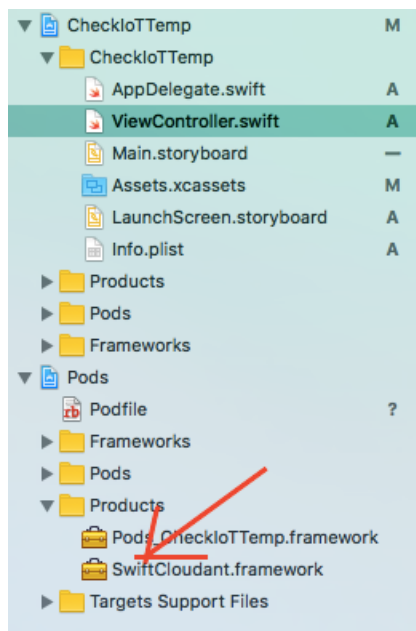 CheckIoTTemp M
CheckIoTTemp
AppDelegate.swift A
ViewController.swift A
Main.storyboard —
Assets.xcassets M
LaunchScreen.storyboard A
Info.plist A
Products
Pods
Frameworks
Pods
rb Podfile ?
Frameworks
Pods
Products
Pods_CheckIoTTemp.framework
SwiftCloudant.framework
Targets Support Files